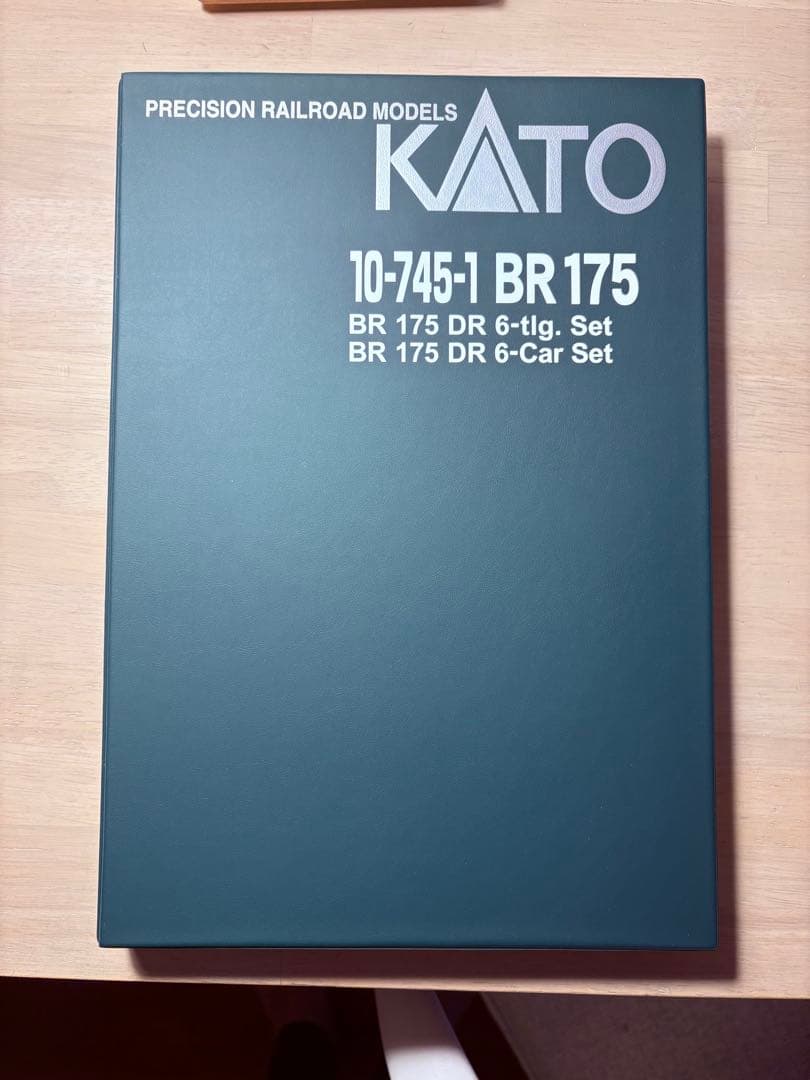 PRECISION RAILROAD MODELS
KATO
10-745-1 BR 175
BR 175 DR 6-tlg. Set
BR 175 DR 6-Car Set